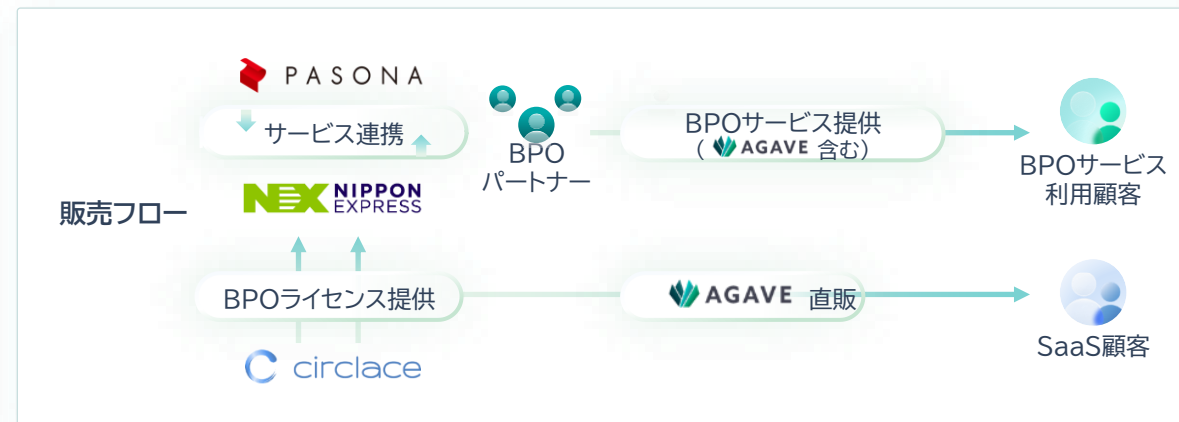 販売フロー
PASONA
サービス連携
NEX NIPPON
EXPRESS
BPOライセンス提供
circlace
BPO
パートナー
BPOサービス提供
( AGAVE 含む)
BPOサービス
利用顧客
AGAVE 直販
SaaS顧客